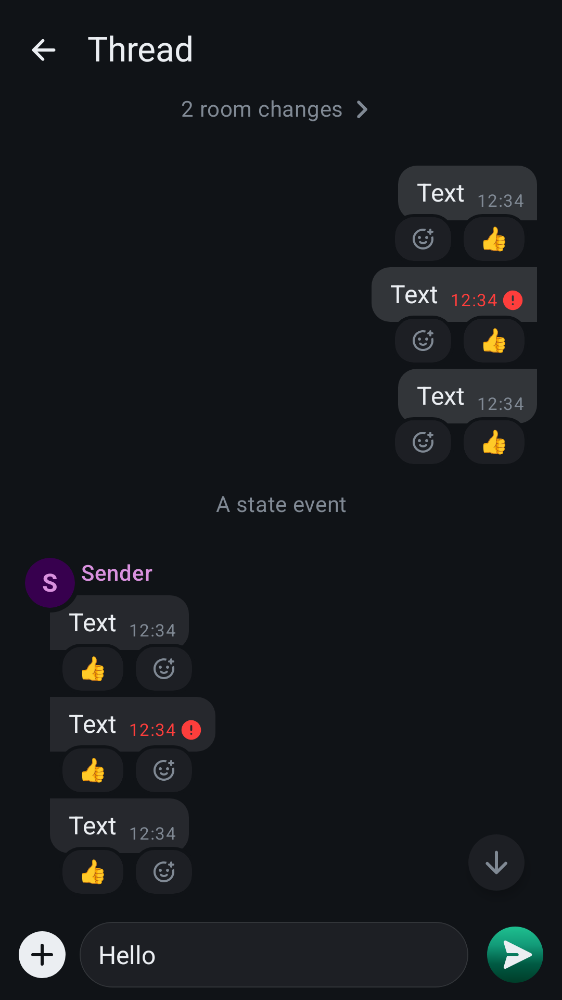 Thread
2 room changes
Text 12:34
👍
Text 12:34
👍
Text 12:34
👍
A state event
S Sender
Text 12:34
👍
Text 12:34
👍
Text 12:34
👍
Hello